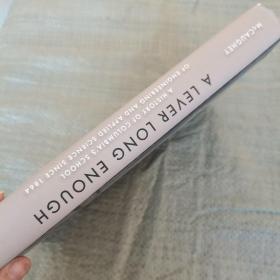 McCAUGHEY
A LEVER LONG ENOUGH
A HISTORY OF COLUMBIA'S SCHOOL
OF ENGINEERING AND APPLIED SCIENCE SINCE 1864